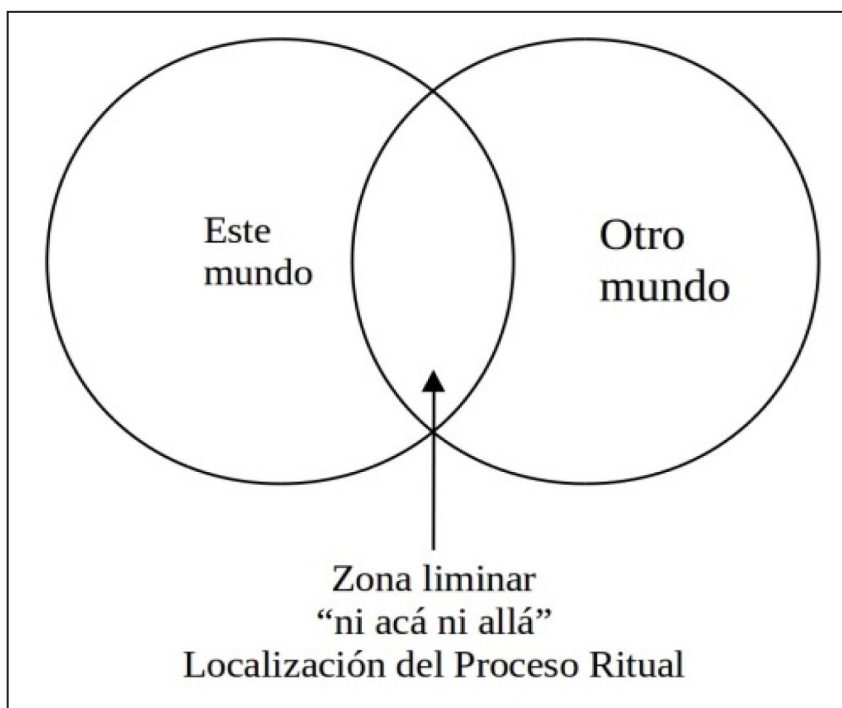 Este
mundo
Otro
mundo
Zona liminar
“ni acá ni allá”
Localización del Proceso Ritual